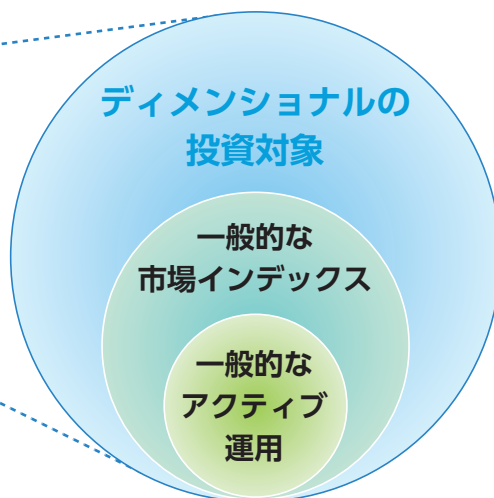 ディメンショナルの
投資対象
一般的な
市場インデックス
一般的な
アクティブ
運用